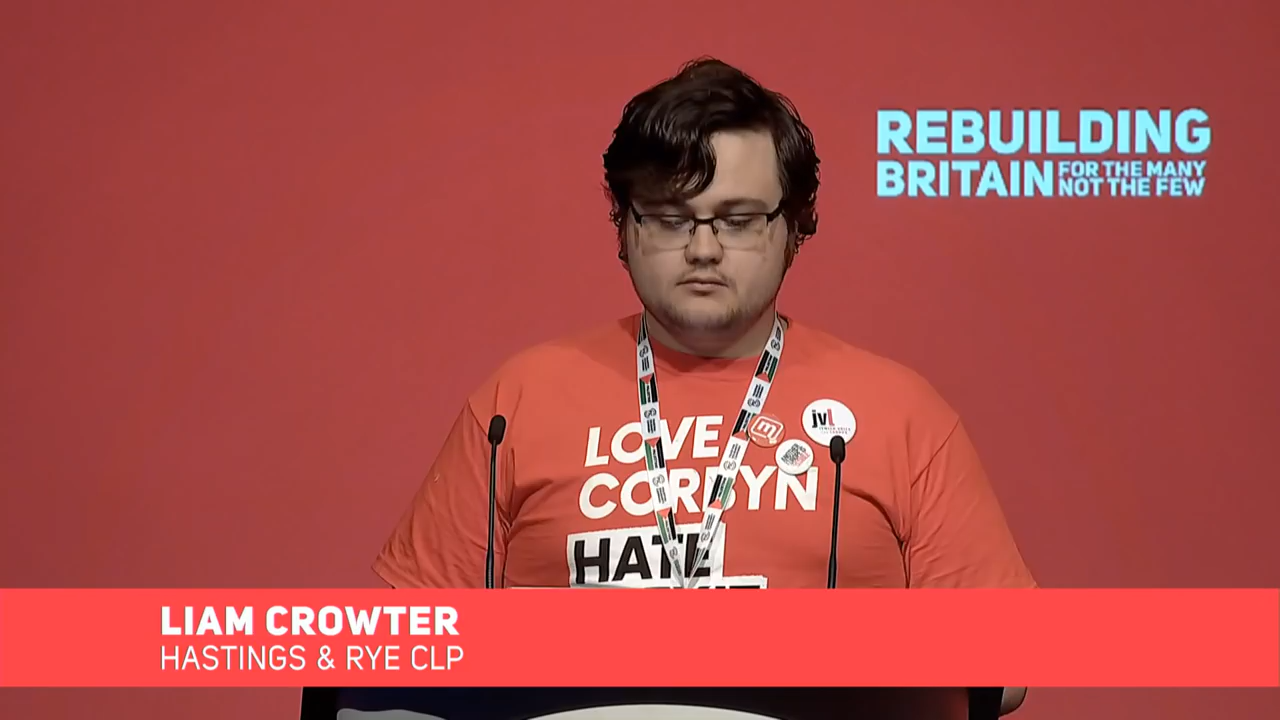 REBUILDING
BRITAIN FOR THE MANY
NOT THE FEW
LOVE
CORBYN
HATE
jvl
m
LIAM CROWTER
HASTINGS & RYE CLP